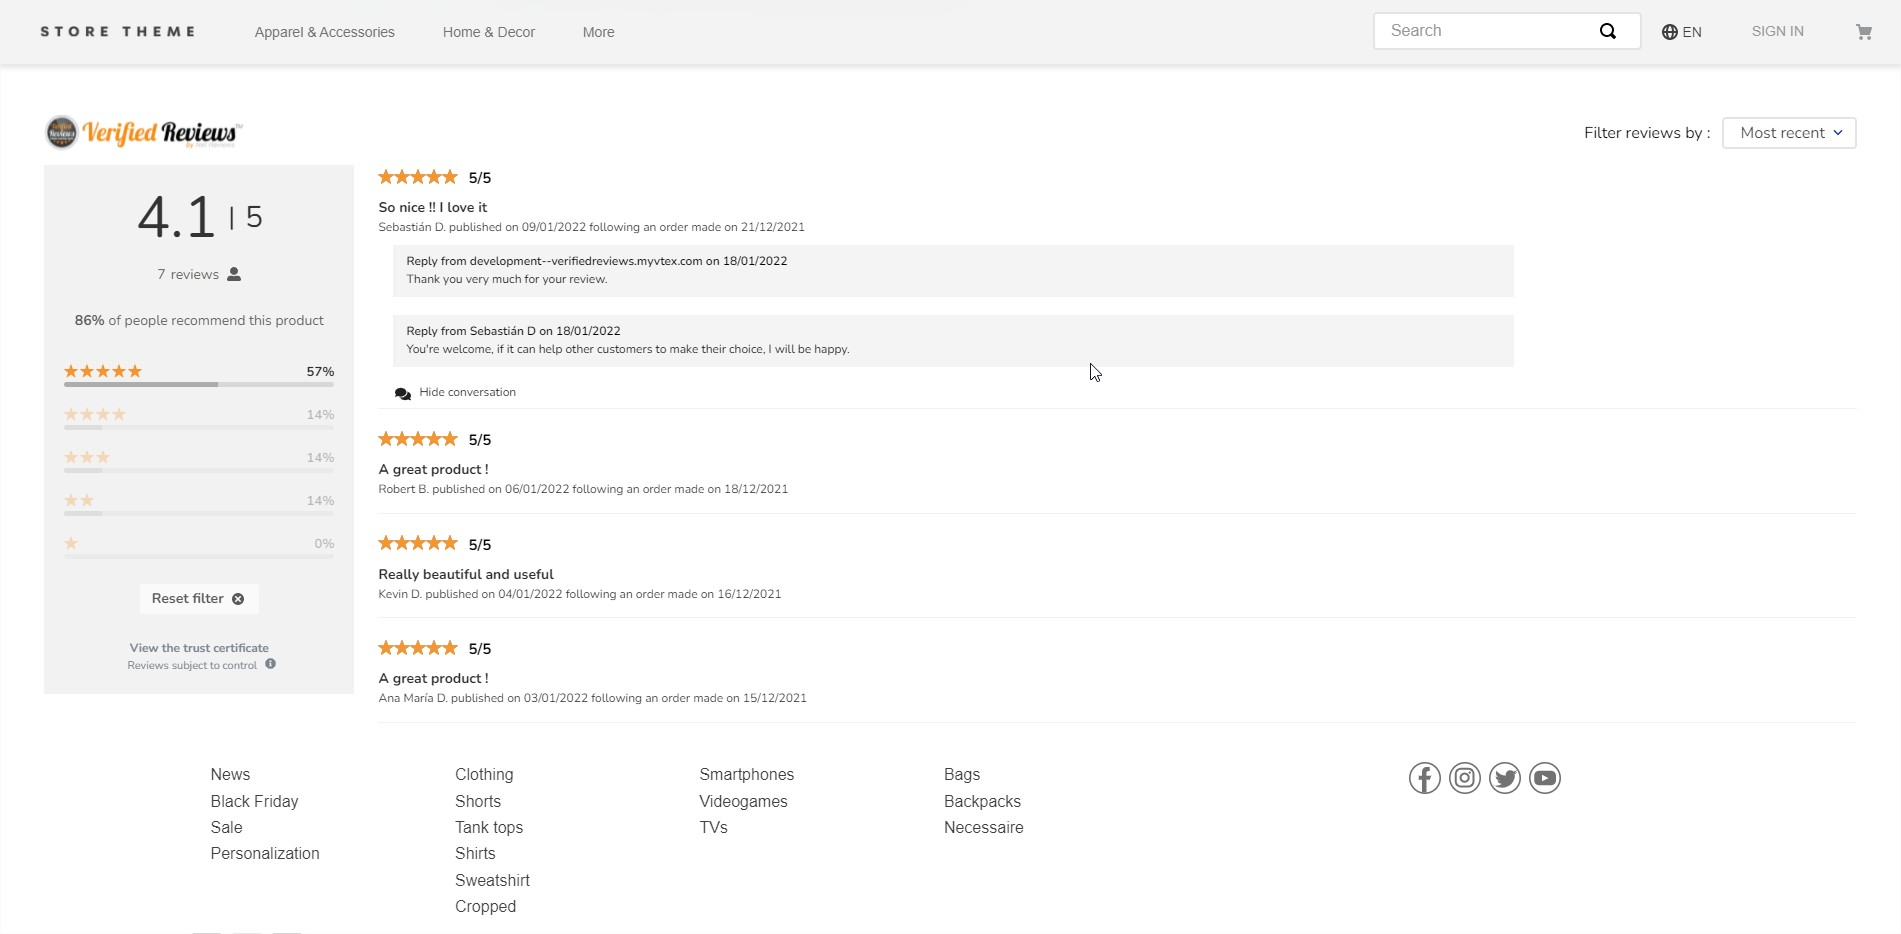 STORE THEME
Apparel & Accessories
Home & Decor
More
Search
EN
SIGN IN
Verified Reviews™
by Net Reviews
Filter reviews by :
Most recent
4.1 | 5
7 reviews
86% of people recommend this product
57%
14%
14%
14%
0%
Reset filter
View the trust certificate
Reviews subject to control
5/5
So nice !! I love it
Sebastián D. published on 09/01/2022 following an order made on 21/12/2021
Reply from development--verifiedreviews.myvtex.com on 18/01/2022
Thank you very much for your review.
Reply from Sebastián D on 18/01/2022
You're welcome, if it can help other customers to make their choice, I will be happy.
Hide conversation
5/5
A great product !
Robert B. published on 06/01/2022 following an order made on 18/12/2021
5/5
Really beautiful and useful
Kevin D. published on 04/01/2022 following an order made on 16/12/2021
5/5
A great product !
Ana María D. published on 03/01/2022 following an order made on 15/12/2021
News
Black Friday
Sale
Personalization
Clothing
Shorts
Tank tops
Shirts
Sweatshirt
Cropped
Smartphones
Videogames
TVs
Bags
Backpacks
Necessaire